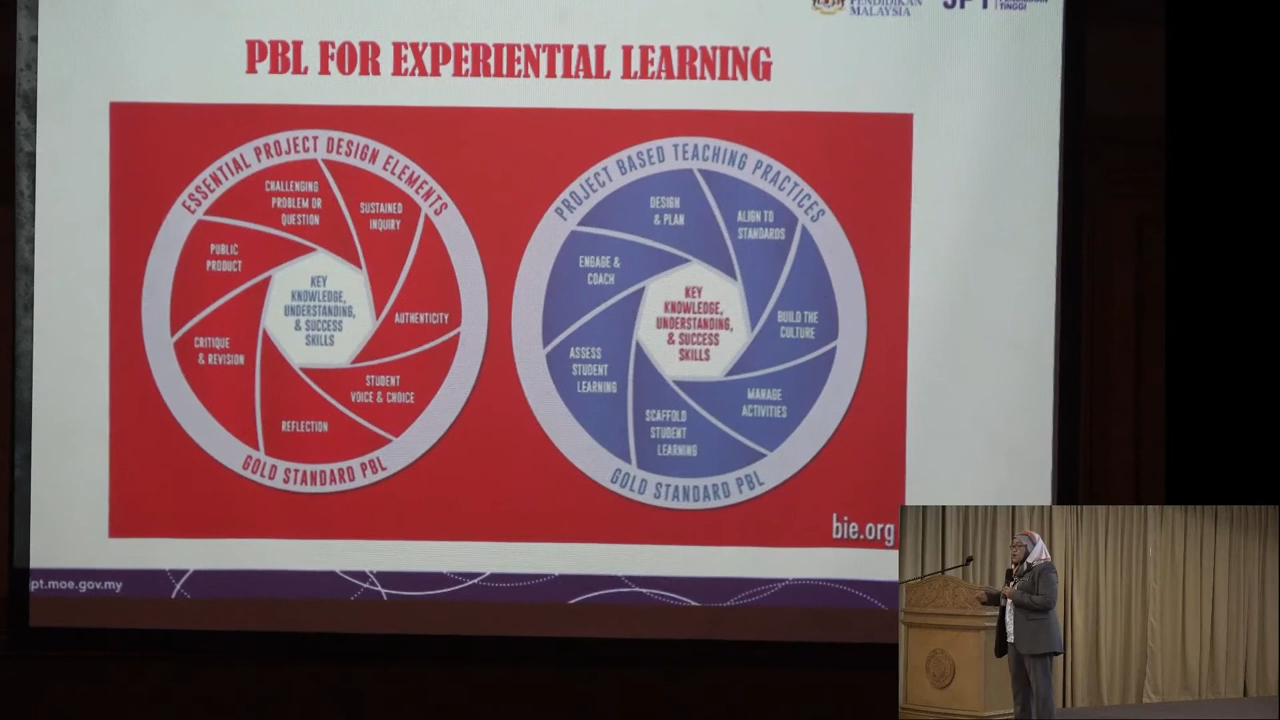 PENDIDIKAN
MALAYSIA
TINGGI
PBL FOR EXPERIENTIAL LEARNING
ESSENTIAL PROJECT DESIGN ELEMENTS
CHALLENGING
PROBLEM OR
QUESTION
SUSTAINED
INQUIRY
PUBLIC
PRODUCT
KEY
KNOWLEDGE,
UNDERSTANDING,
& SUCCESS
SKILLS
AUTHENTICITY
CRITIQUE
& REVISION
STUDENT
VOICE & CHOICE
REFLECTION
GOLD STANDARD PBL
PROJECT BASED TEACHING PRACTICES
DESIGN
& PLAN
ALIGN TO
STANDARDS
ENGAGE &
COACH
KEY
KNOWLEDGE,
UNDERSTANDING,
& SUCCESS
SKILLS
BUILD THE
CULTURE
ASSESS
STUDENT
LEARNING
MANAGE
ACTIVITIES
SCAFFOLD
STUDENT
LEARNING
GOLD STANDARD PBL
bie.org
pt.moe.gov.my